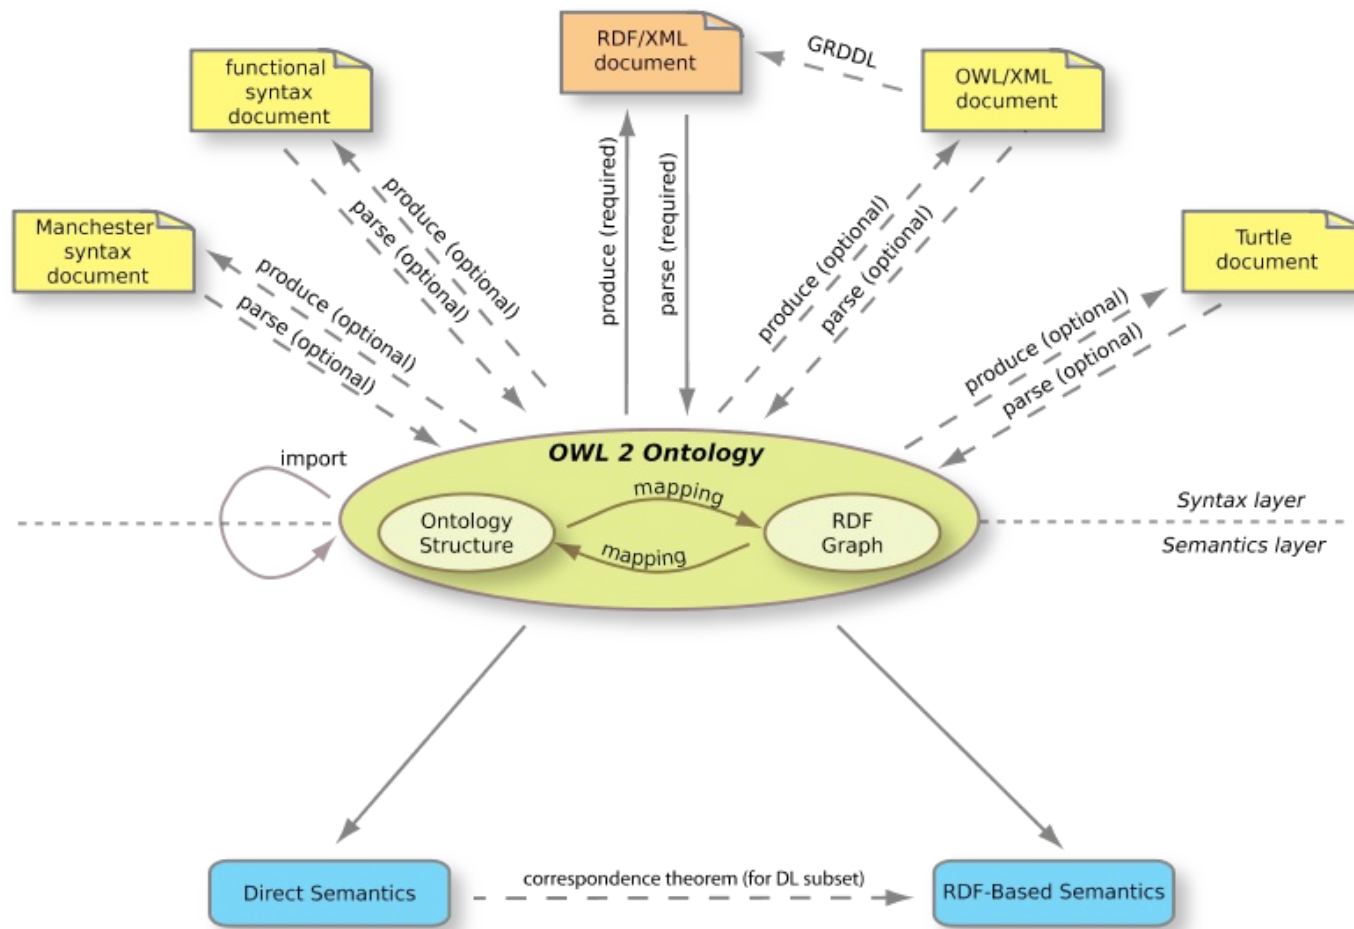 RDF/XML
document
GRDDL
functional
syntax
document
OWL/XML
document
Manchester
syntax
document
Turtle
document
produce (optional)
parse (optional)
produce (optional)
parse (optional)
produce (required)
parse (required)
produce (optional)
parse (optional)
produce (optional)
parse (optional)
import
OWL 2 Ontology
mapping
Ontology
Structure
RDF
Graph
mapping
Syntax layer
Semantics layer
Direct Semantics
correspondence theorem (for DL subset)
RDF-Based Semantics